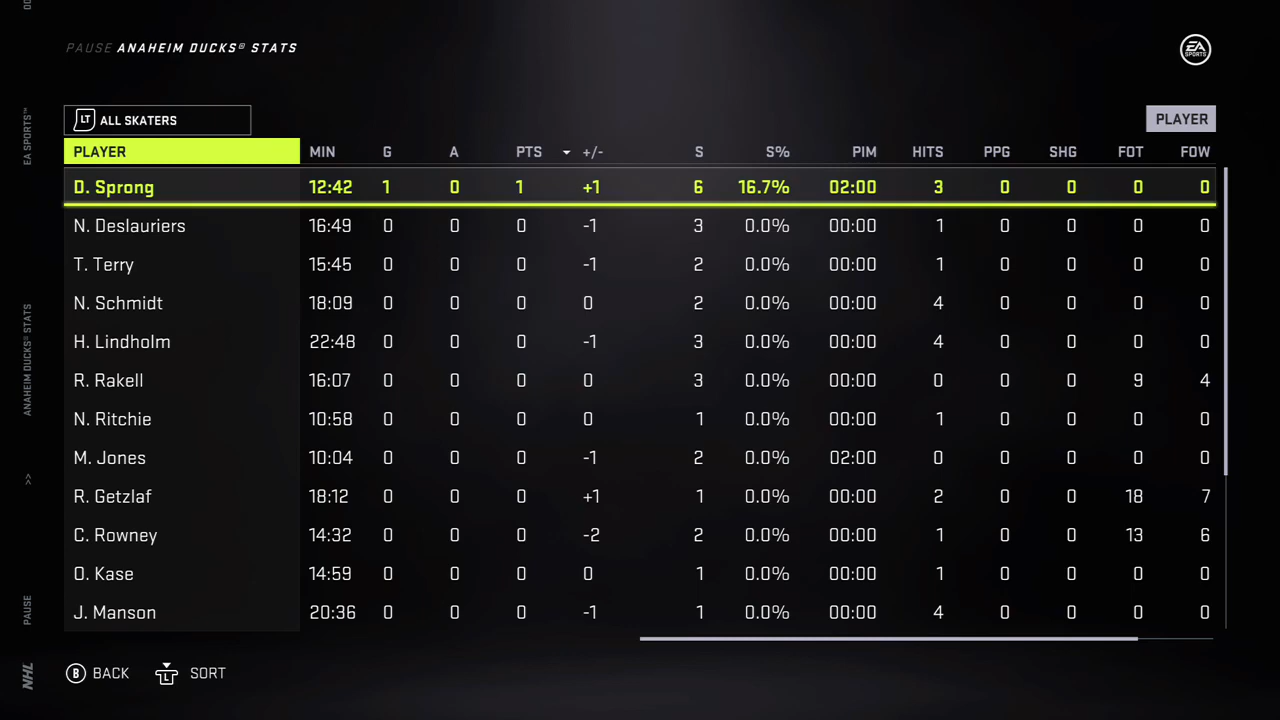 PAUSE ANAHEIM DUCKS® STATS
EA SPORTS
LT ALL SKATERS
PLAYER
PLAYER MIN G A PTS +/- S S% PIM HITS PPG SHG FOT FOW
D. Sprong 12:42 1 0 1 +1 6 16.7% 02:00 3 0 0 0 0
N. Deslauriers 16:49 0 0 0 -1 3 0.0% 00:00 1 0 0 0 0
T. Terry 15:45 0 0 0 -1 2 0.0% 00:00 1 0 0 0 0
N. Schmidt 18:09 0 0 0 0 2 0.0% 00:00 4 0 0 0 0
H. Lindholm 22:48 0 0 0 -1 3 0.0% 00:00 4 0 0 0 0
R. Rakell 16:07 0 0 0 0 3 0.0% 00:00 0 0 0 9 4
N. Ritchie 10:58 0 0 0 0 1 0.0% 00:00 1 0 0 0 0
M. Jones 10:04 0 0 0 -1 2 0.0% 02:00 0 0 0 0 0
R. Getzlaf 18:12 0 0 0 +1 1 0.0% 00:00 2 0 0 18 7
C. Rowney 14:32 0 0 0 -2 2 0.0% 00:00 1 0 0 13 6
O. Kase 14:59 0 0 0 0 1 0.0% 00:00 1 0 0 0 0
J. Manson 20:36 0 0 0 -1 1 0.0% 00:00 4 0 0 0 0
B BACK L SORT
NHL PAUSE >> ANAHEIM DUCKS® STATS EA SPORTS™